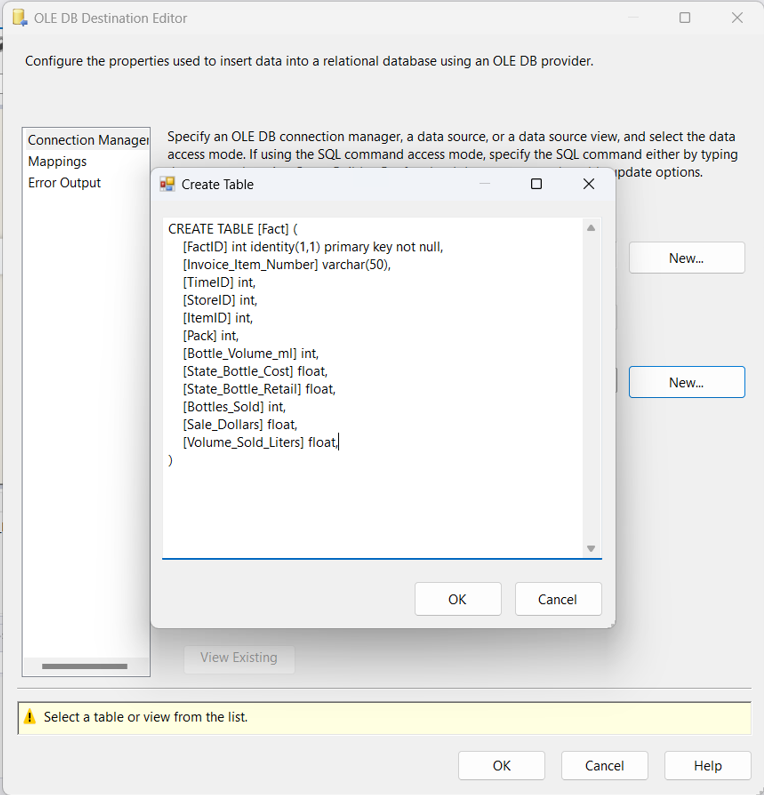 OLE DB Destination Editor
Configure the properties used to insert data into a relational database using an OLE DB provider.
Connection Manager
Mappings
Error Output
Specify an OLE DB connection manager, a data source, or a data source view, and select the data
access mode. If using the SQL command access mode, specify the SQL command either by typing
update options.
Create Table
CREATE TABLE [Fact] (
[FactID] int identity(1,1) primary key not null,
[Invoice_Item_Number] varchar(50),
[TimeID] int,
[StoreID] int,
[ItemID] int,
[Pack] int,
[Bottle_Volume_ml] int,
[State_Bottle_Cost] float,
[State_Bottle_Retail] float,
[Bottles_Sold] int,
[Sale_Dollars] float,
[Volume_Sold_Liters] float,
)
OK
Cancel
New...
New...
View Existing
Select a table or view from the list.
OK
Cancel
Help